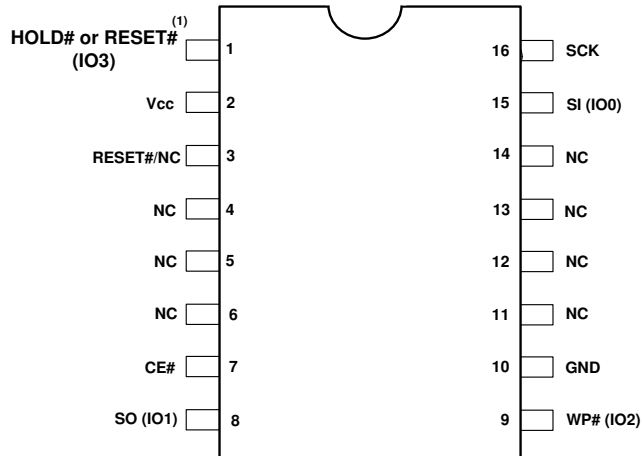 (1)
HOLD# or RESET# 1 16 SCK
(IO3)
Vcc 2 15 SI (IO0)
RESET#/NC 3 14 NC
NC 4 13 NC
NC 5 12 NC
NC 6 11 NC
CE# 7 10 GND
SO (IO1) 8 9 WP# (IO2)